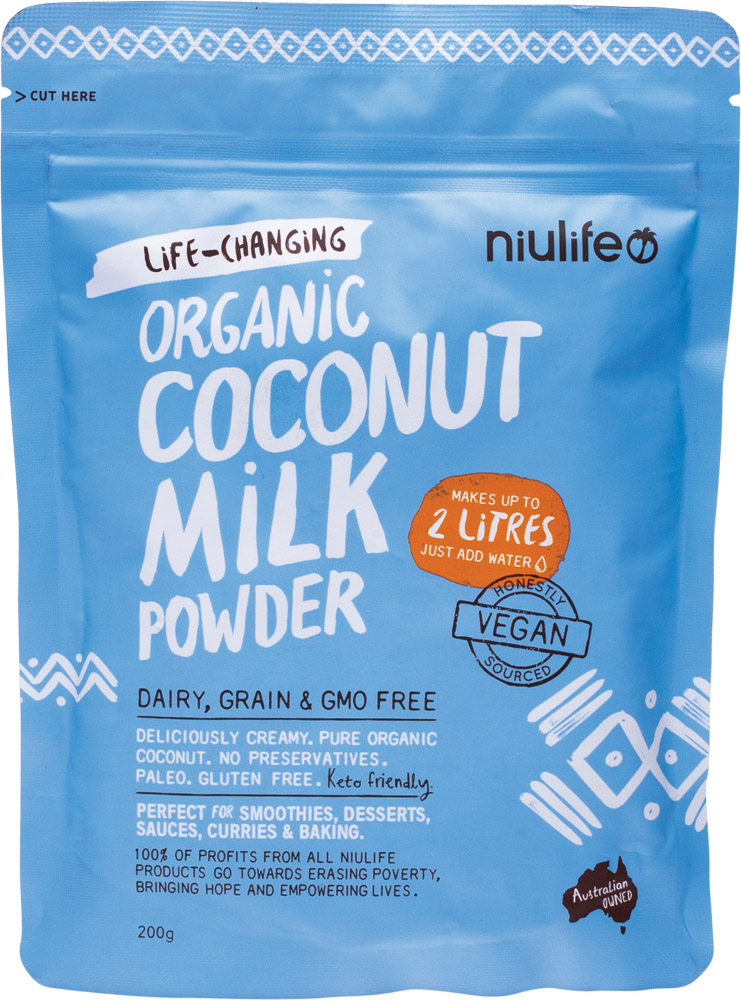 > CUT HERE
LiFE-CHANGiNG
niulife
ORGANiC
COCONUT
MiLK
POWDER
MAKES UP TO
2 LiTRES
JUST ADD WATER
HONESTLY
VEGAN
SOURCED
DAIRY, GRAIN & GMO FREE
DELICIOUSLY CREAMY. PURE ORGANIC
COCONUT. NO PRESERVATIVES.
PALEO. GLUTEN FREE. Keto friendly.
PERFECT FOR SMOOTHIES, DESSERTS,
SAUCES, CURRIES & BAKING.
100% OF PROFITS FROM ALL NIULIFE
PRODUCTS GO TOWARDS ERASING POVERTY,
BRINGING HOPE AND EMPOWERING LIVES.
Australian
OWNED
200g